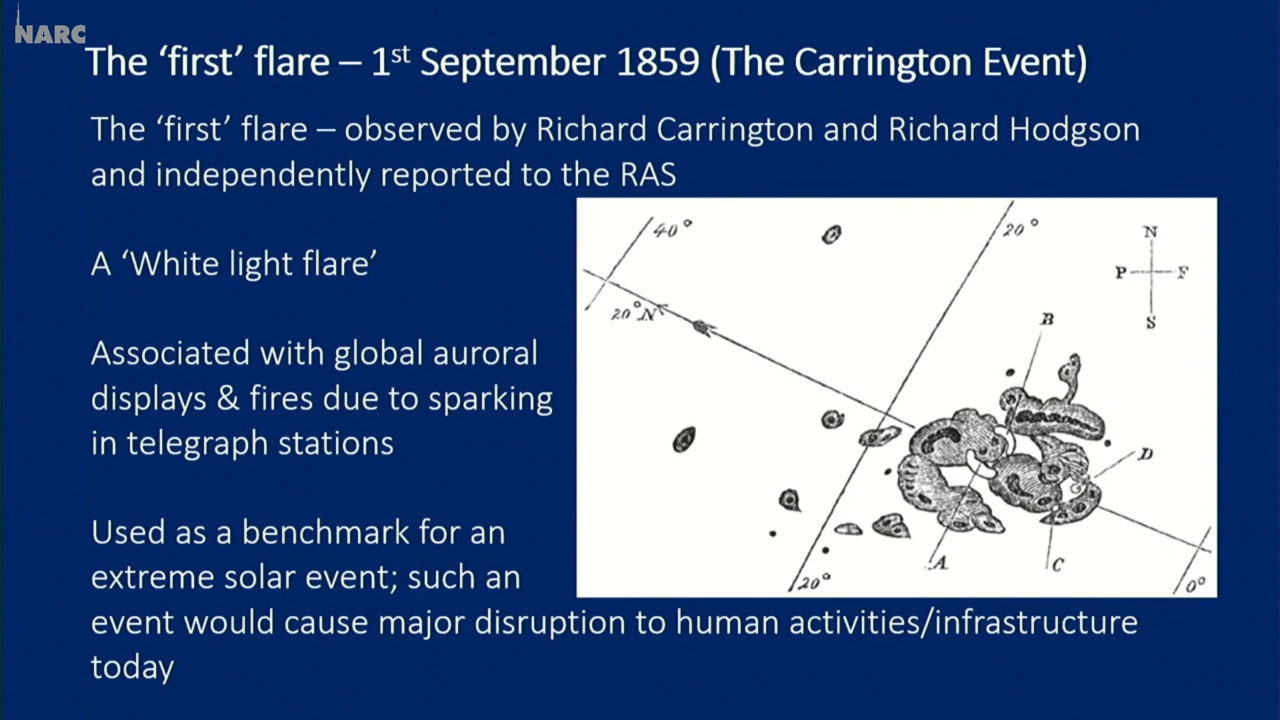 NARC
The ‘first’ flare – 1st September 1859 (The Carrington Event)
The ‘first’ flare – observed by Richard Carrington and Richard Hodgson
and independently reported to the RAS
A ‘White light flare’
Associated with global auroral
displays & fires due to sparking
in telegraph stations
Used as a benchmark for an
extreme solar event; such an
event would cause major disruption to human activities/infrastructure
today
40°
20°
N
P F
S
20°N
B
D
A
C
20°
0°